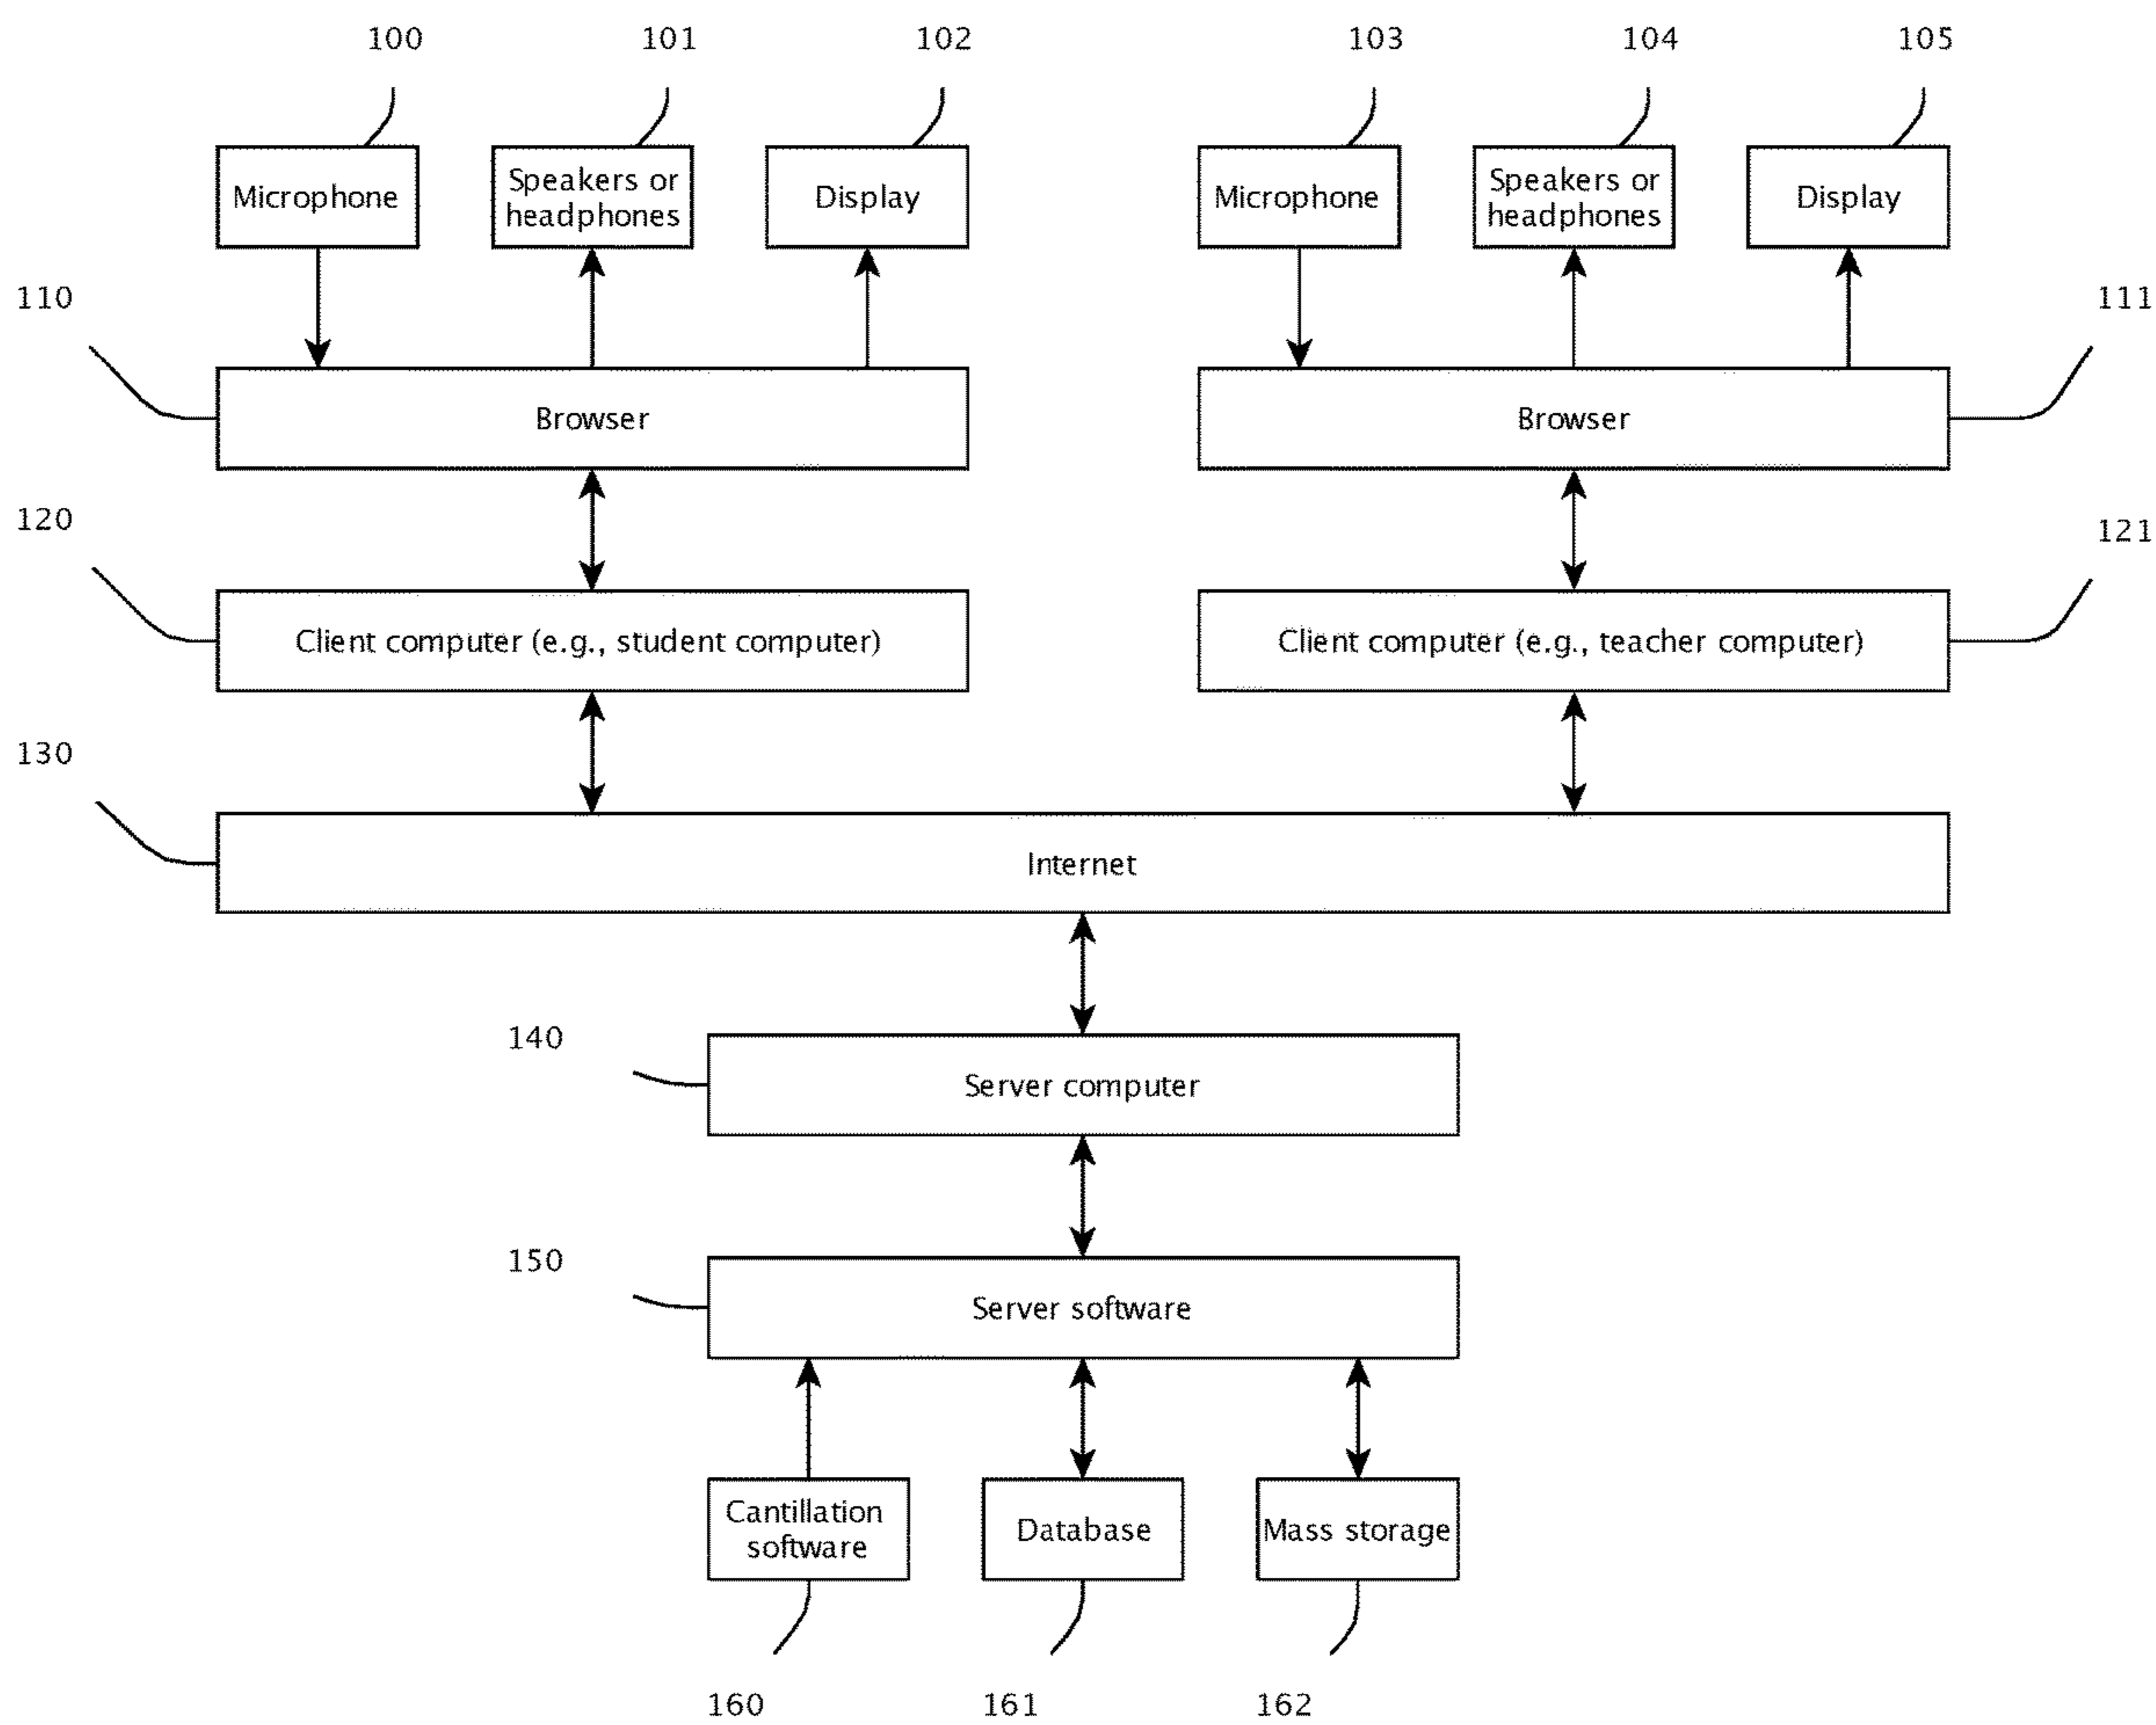 100 101 102 103 104 105
Microphone
Speakers or
headphones
Display
Microphone
Speakers or
headphones
Display
110
111
Browser
Browser
120
121
Client computer (e.g., student computer)
Client computer (e.g., teacher computer)
130
Internet
140
Server computer
150
Server software
Cantillation
software
Database
Mass storage
160 161 162